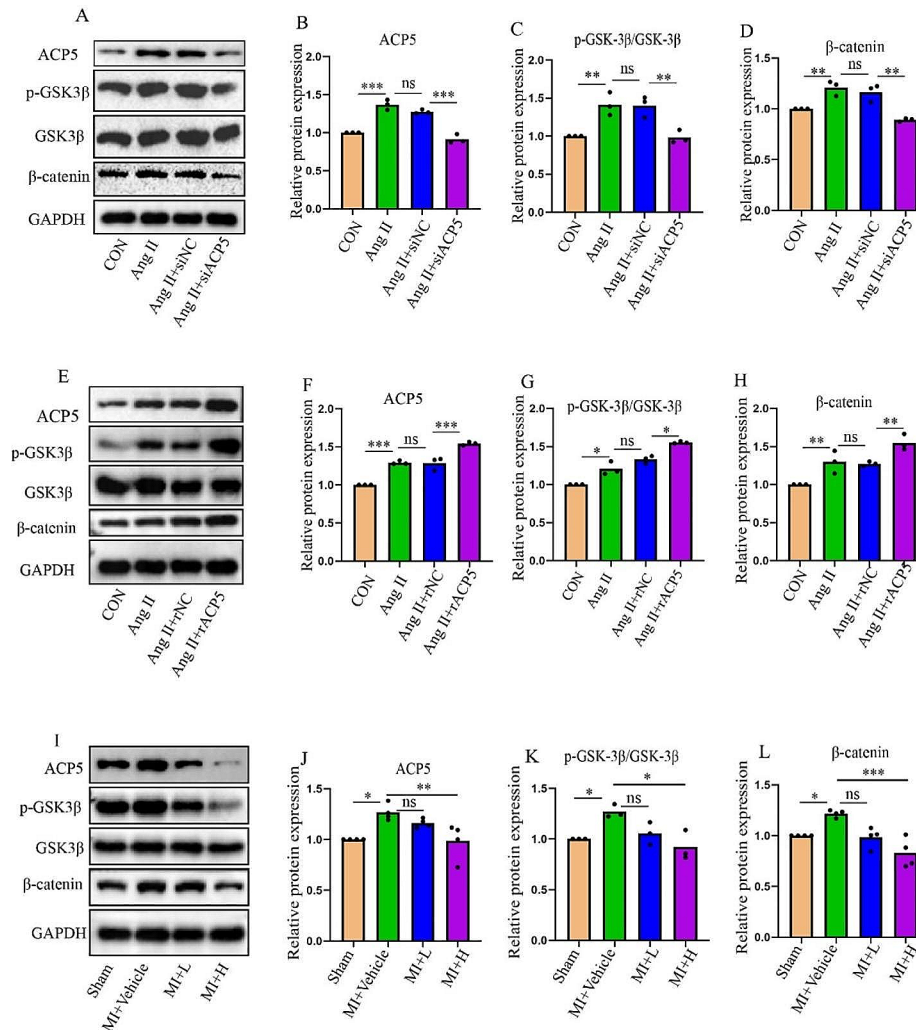 A
ACP5
p-GSK3β
GSK3β
β-catenin
GAPDH
CON
Ang II
Ang II+siNC
Ang II+siACP5
B
ACP5
Relative protein expression
2.0
1.5
1.0
0.5
0.0
***
ns
***
CON
Ang II
Ang II+siNC
Ang II+siACP5
C
p-GSK-3β/GSK-3β
Relative protein expression
2.0
1.5
1.0
0.5
0.0
**
ns
**
CON
Ang II
Ang II+siNC
Ang II+siACP5
D
β-catenin
Relative protein expression
1.5
1.0
0.5
0.0
**
ns
**
CON
Ang II
Ang II+siNC
Ang II+siACP5
E
ACP5
p-GSK3β
GSK3β
β-catenin
GAPDH
CON
Ang II
Ang II+rNC
Ang II+rACP5
F
ACP5
Relative protein expression
2.0
1.5
1.0
0.5
0.0
***
ns
***
CON
Ang II
Ang II+rNC
Ang II+rACP5
G
p-GSK-3β/GSK-3β
Relative protein expression
2.0
1.5
1.0
0.5
0.0
*
ns
*
CON
Ang II
Ang II+rNC
Ang II+rACP5
H
β-catenin
Relative protein expression
2.0
1.5
1.0
0.5
0.0
**
ns
**
CON
Ang II
Ang II+rNC
Ang II+rACP5
I
ACP5
p-GSK3β
GSK3β
β-catenin
GAPDH
Sham
MI+Vehicle
MI+L
MI+H
J
ACP5
Relative protein expression
2.0
1.5
1.0
0.5
0.0
*
**
ns
Sham
MI+Vehicle
MI+L
MI+H
K
p-GSK-3β/GSK-3β
Relative protein expression
2.0
1.5
1.0
0.5
0.0
*
*
ns
Sham
MI+Vehicle
MI+L
MI+H
L
β-catenin
Relative protein expression
1.5
1.0
0.5
0.0
*
***
ns
Sham
MI+Vehicle
MI+L
MI+H